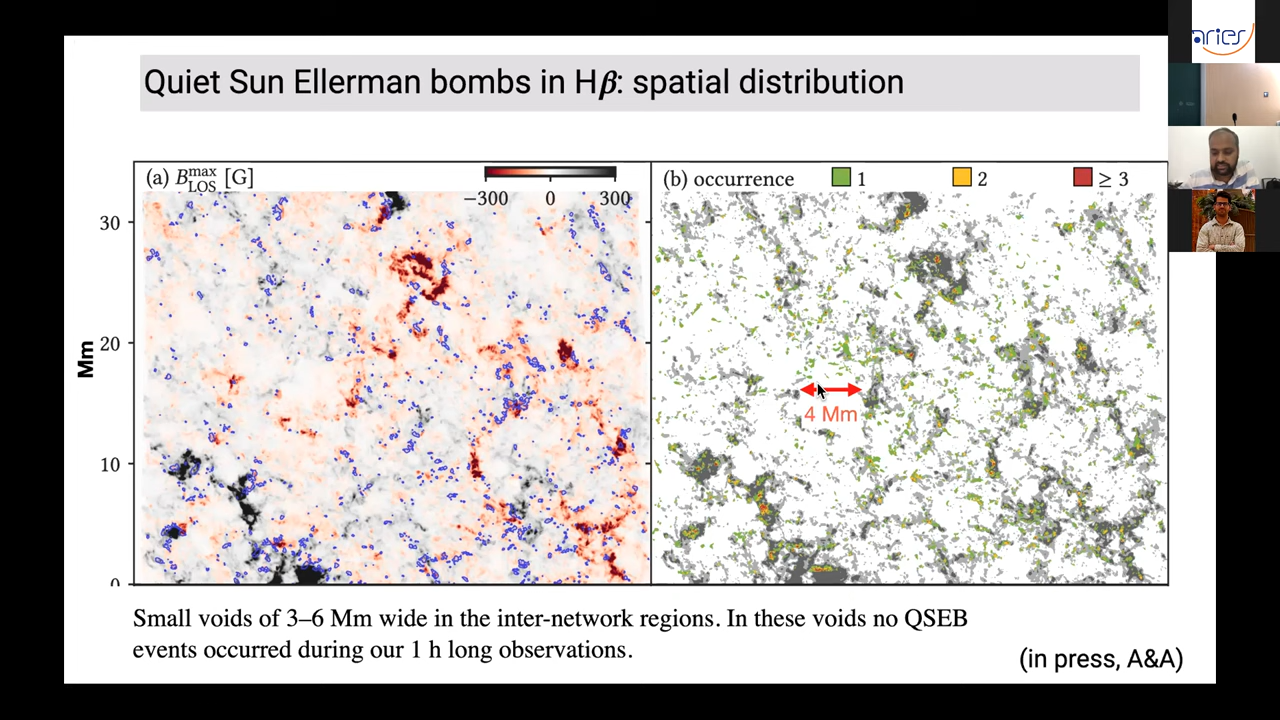 Quiet Sun Ellerman bombs in Hβ: spatial distribution
(a) B_LOS^max [G]
−300 0 300
(b) occurrence 1 2 ≥ 3
30
20
10
0
Mm
4 Mm
Small voids of 3–6 Mm wide in the inter-network regions. In these voids no QSEB
events occurred during our 1 h long observations.
(in press, A&A)
aries